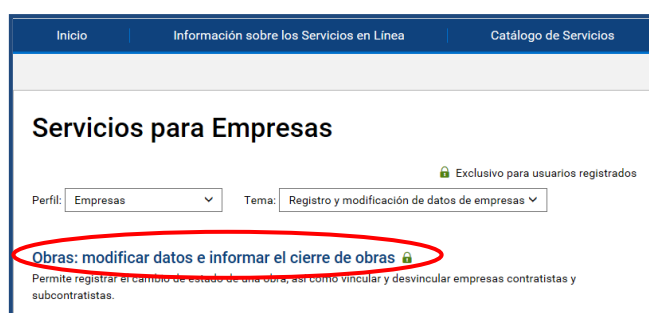 Inicio Información sobre los Servicios en Línea Catálogo de Servicios
Servicios para Empresas
Exclusivo para usuarios registrados
Perfil: Empresas Tema: Registro y modificación de datos de empresas
Obras: modificar datos e informar el cierre de obras
Permite registrar el cambio de estado de una obra, así como vincular y desvincular empresas contratistas y
subcontratistas.